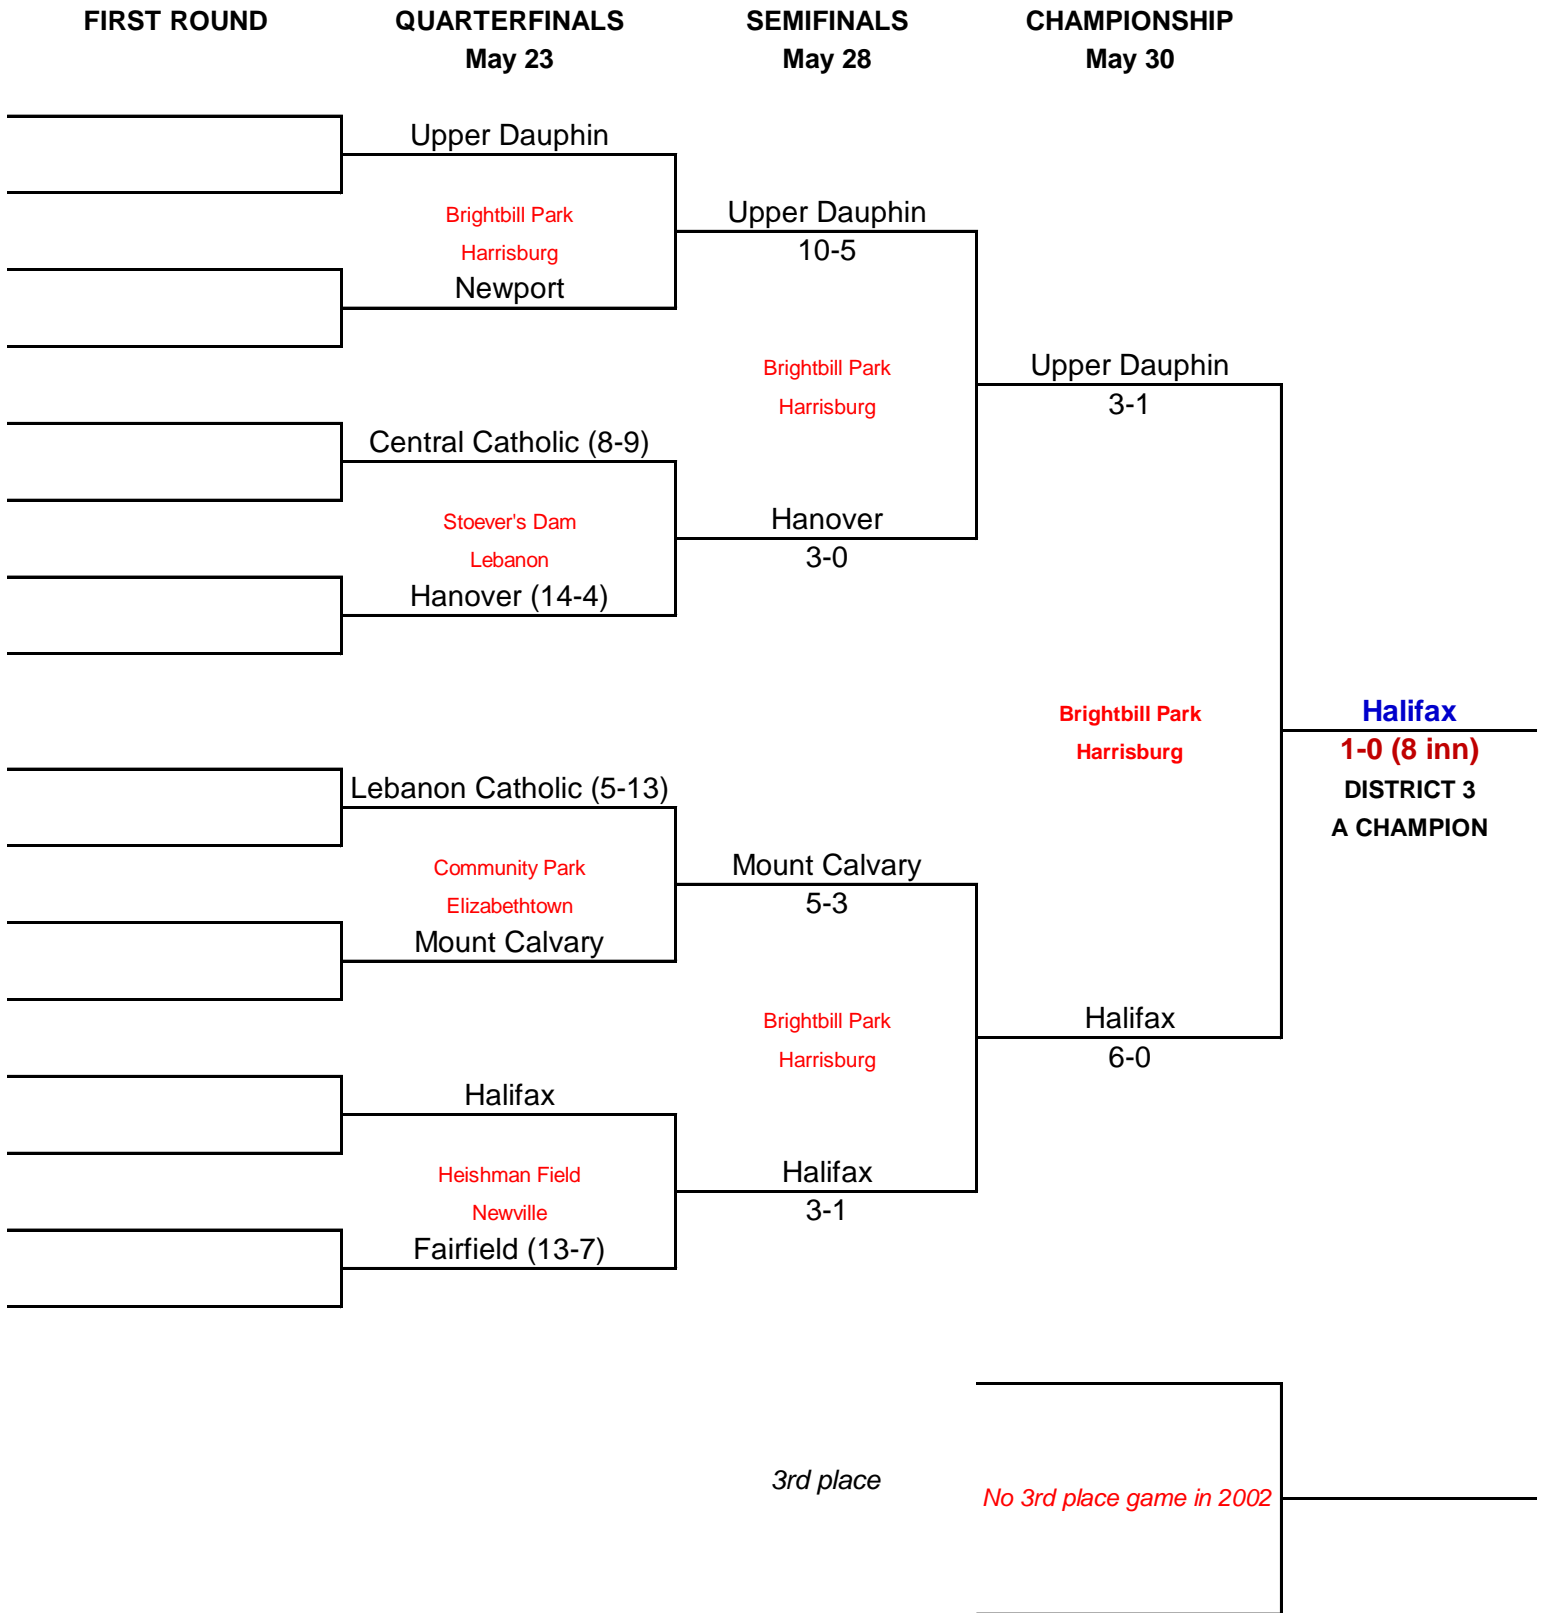 FIRST ROUND QUARTERFINALS SEMIFINALS CHAMPIONSHIP
May 23 May 28 May 30
Upper Dauphin
Brightbill Park Upper Dauphin
Harrisburg 10-5
Newport
Brightbill Park Upper Dauphin
Harrisburg 3-1
Central Catholic (8-9)
Stoever's Dam Hanover
Lebanon 3-0
Hanover (14-4)
Brightbill Park Halifax
Harrisburg 1-0 (8 inn)
Lebanon Catholic (5-13) DISTRICT 3
A CHAMPION
Community Park Mount Calvary
Elizabethtown 5-3
Mount Calvary
Brightbill Park Halifax
Harrisburg 6-0
Halifax
Heishman Field Halifax
Newville 3-1
Fairfield (13-7)
3rd place No 3rd place game in 2002